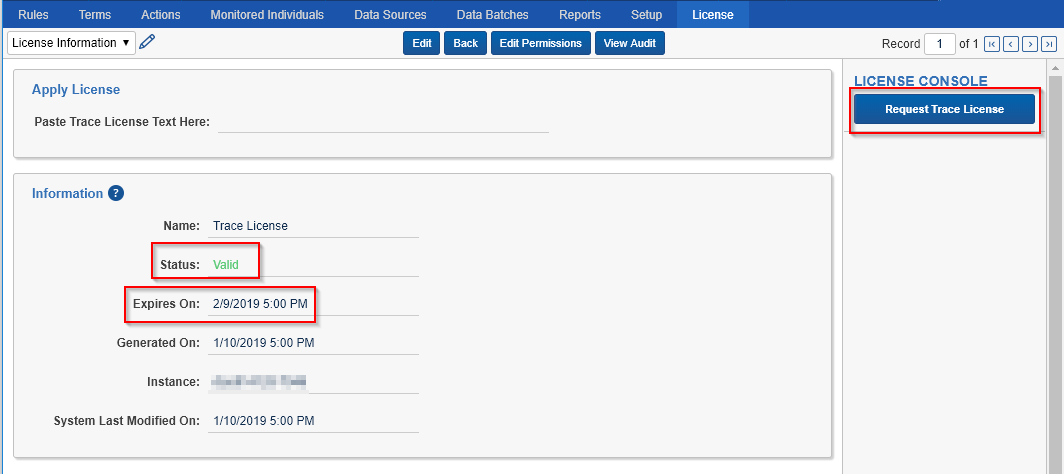 Rules Terms Actions Monitored Individuals Data Sources Data Batches Reports Setup License
License Information Edit Back Edit Permissions View Audit Record 1 of 1
Apply License
Paste Trace License Text Here:
LICENSE CONSOLE
Request Trace License
Information ?
Name: Trace License
Status: Valid
Expires On: 2/9/2019 5:00 PM
Generated On: 1/10/2019 5:00 PM
Instance:
System Last Modified On: 1/10/2019 5:00 PM